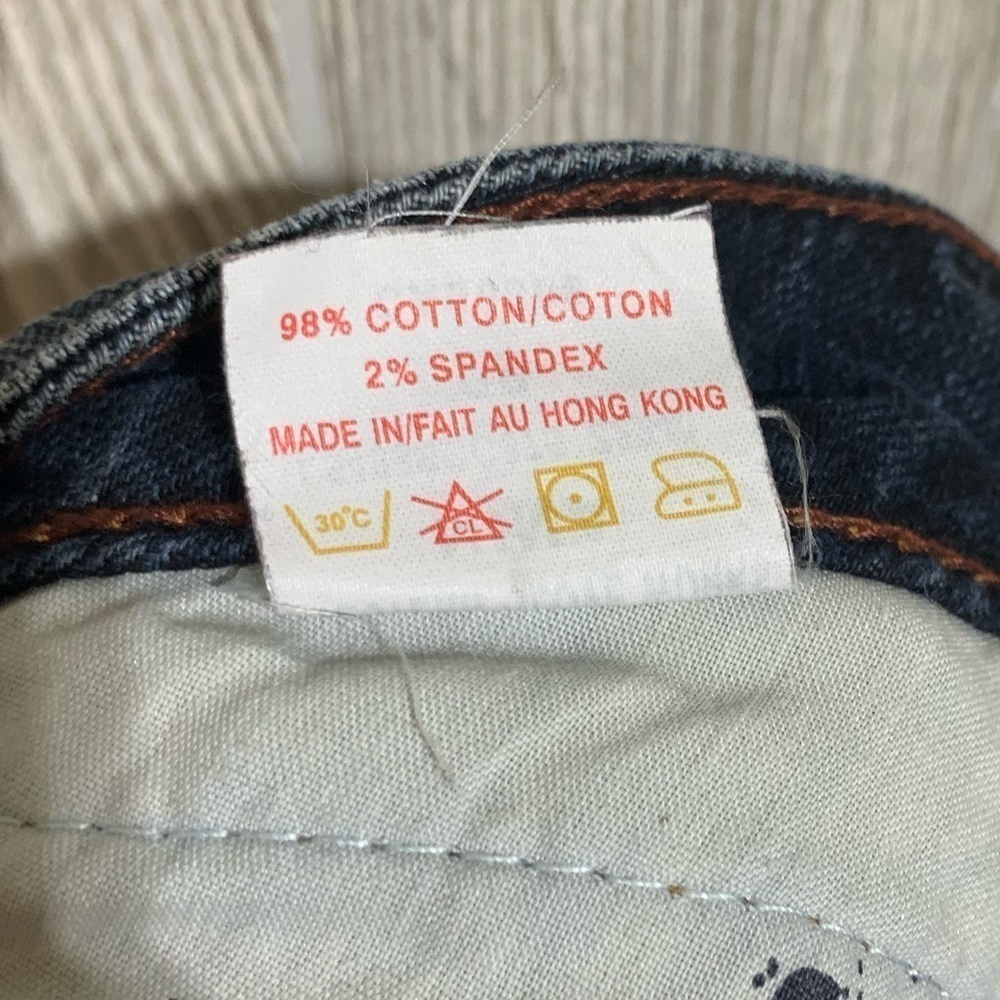 98% COTTON/COTON
2% SPANDEX
MADE IN/FAIT AU HONG KONG
30°C CL